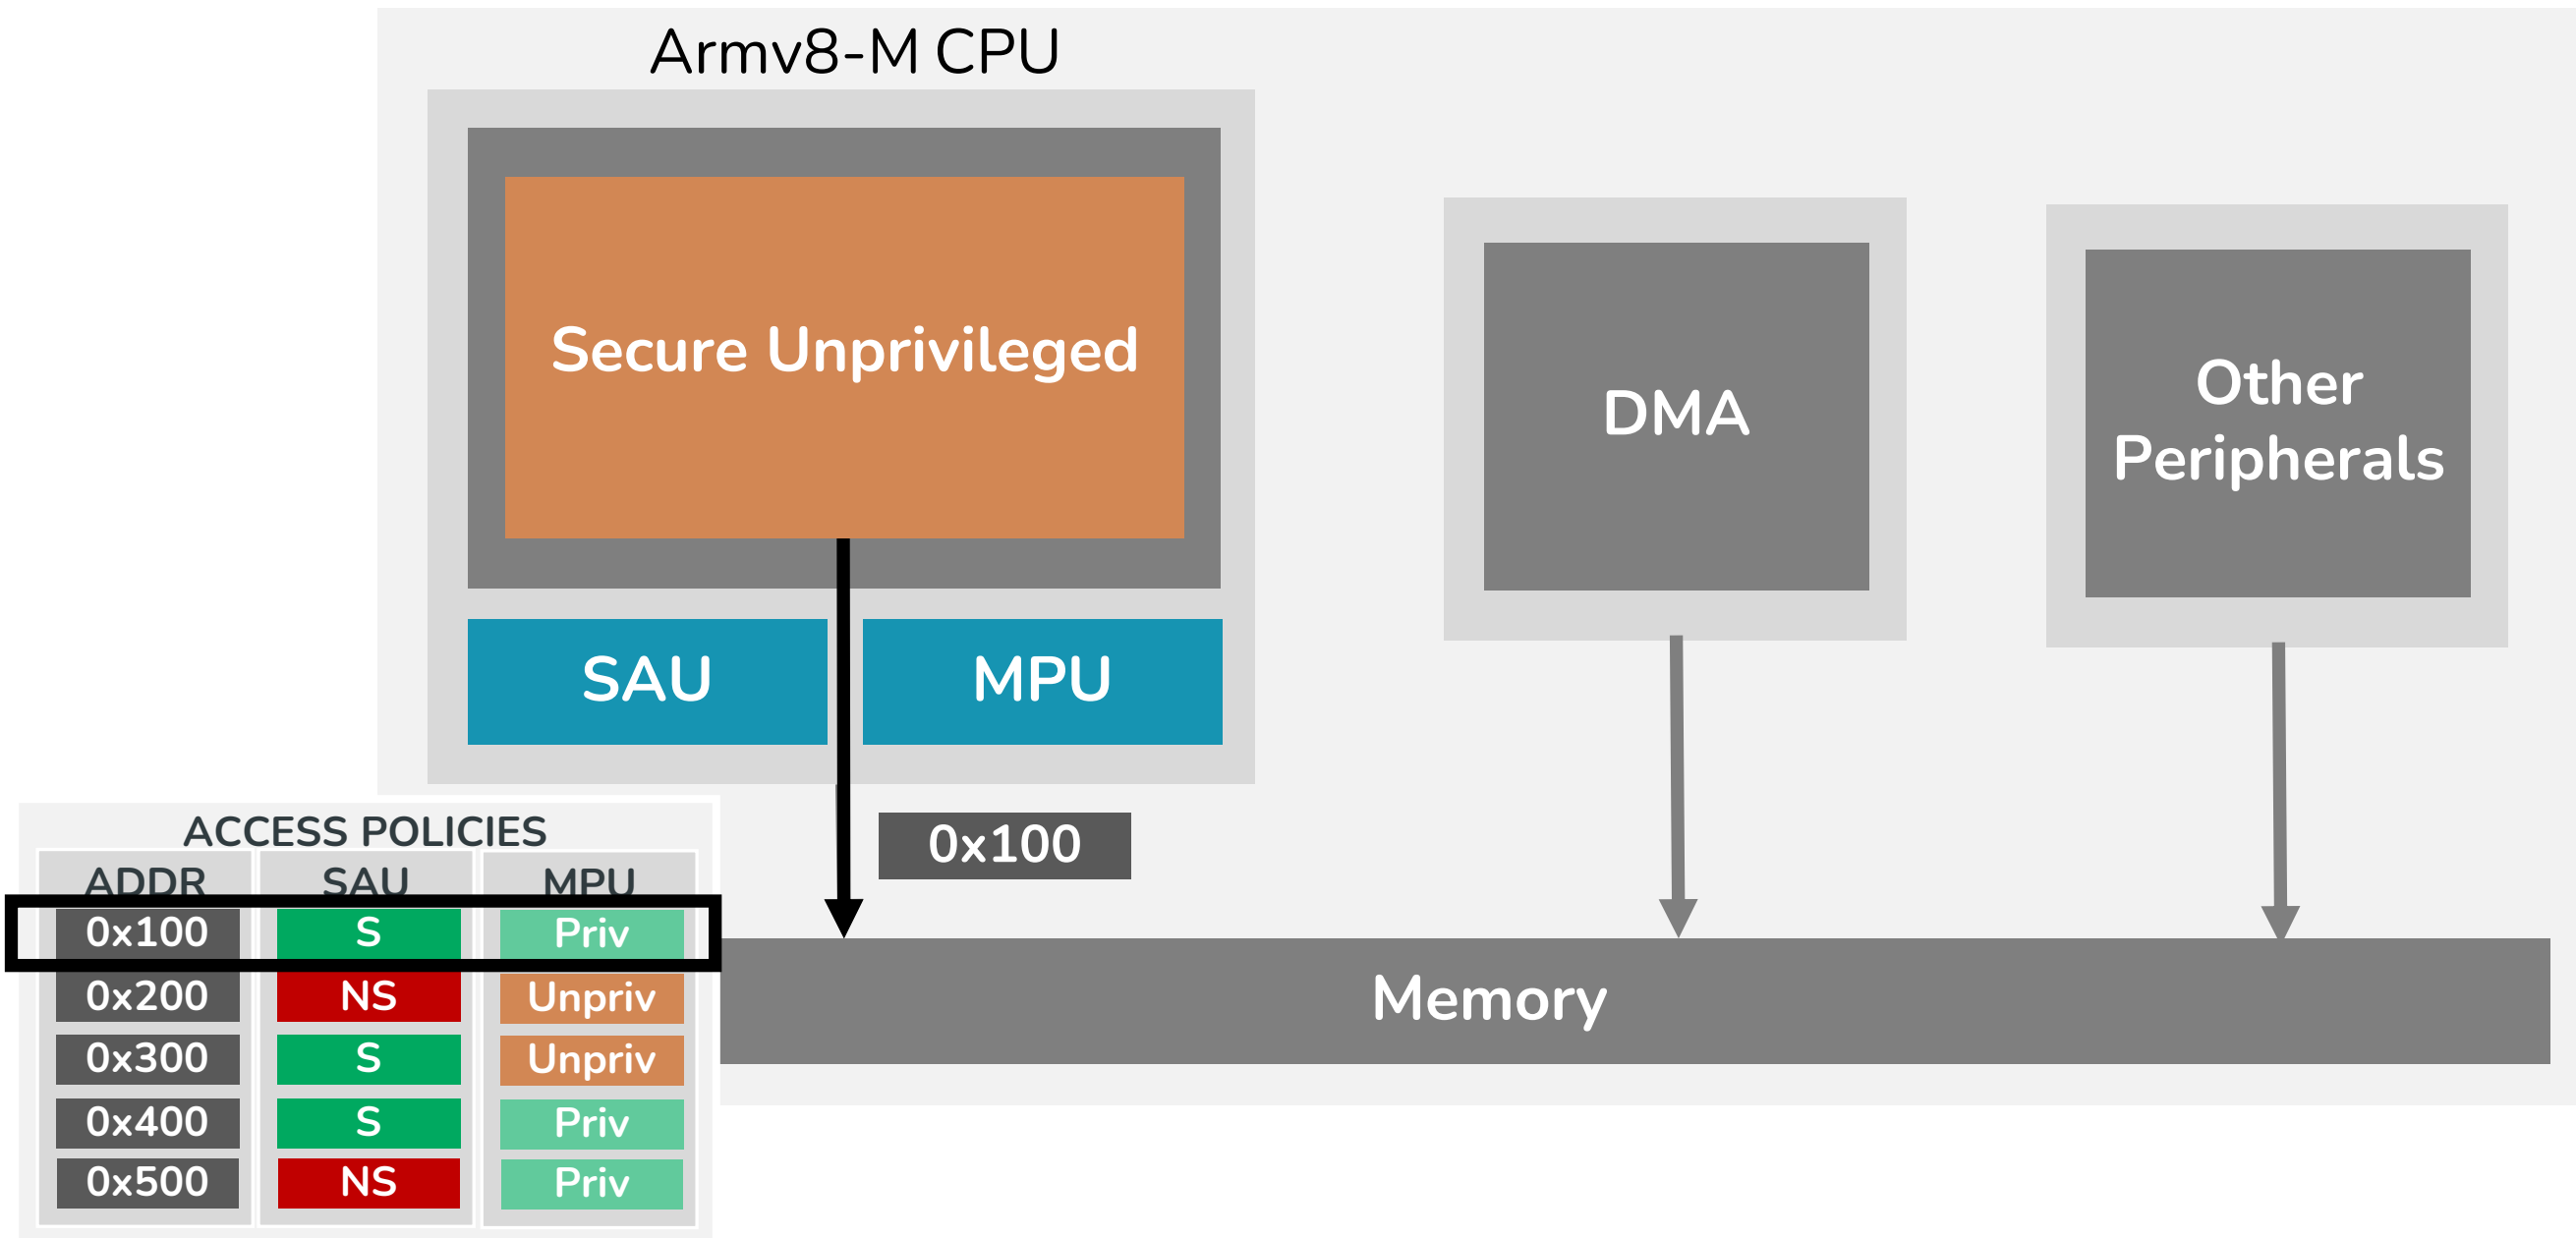 Armv8-M CPU
Secure Unprivileged
DMA
Other
Peripherals
SAU
MPU
0x100
Memory
ACCESS POLICIES
ADDR SAU MPU
0x100 S Priv
0x200 NS Unpriv
0x300 S Unpriv
0x400 S Priv
0x500 NS Priv